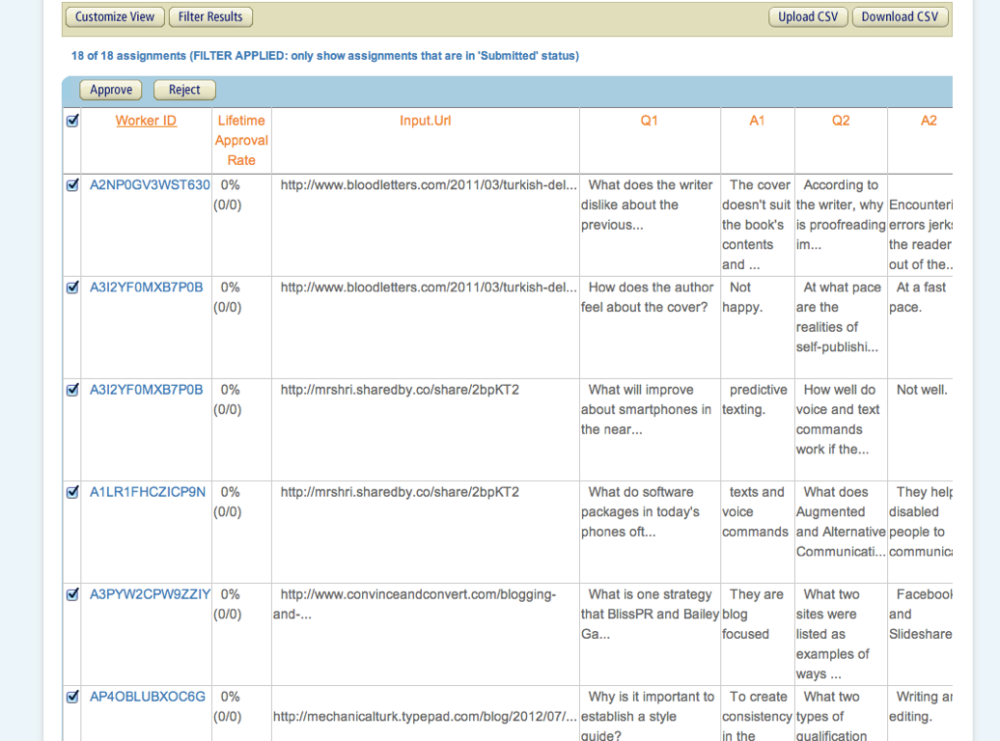 Customize View Filter Results Upload CSV Download CSV
18 of 18 assignments (FILTER APPLIED: only show assignments that are in 'Submitted' status)
Approve Reject
Worker ID Lifetime Approval Rate Input.Url Q1 A1 Q2 A2
A2NP0GV3WST630 0% http://www.bloodletters.com/2011/03/turkish-del... What does the writer The cover According to
(0/0) dislike about the doesn't suit the writer, why Encounteri
previous... the book's is proofreading errors jerks
contents im... the reader
and ... out of the..
A3I2YF0MXB7P0B 0% http://www.bloodletters.com/2011/03/turkish-del... How does the author Not At what pace At a fast
(0/0) feel about the cover? happy. are the pace.
realities of
self-publishi...
A3I2YF0MXB7P0B 0% http://mrshri.sharedby.co/share/2bpKT2 What will improve predictive How well do Not well.
(0/0) about smartphones in texting. voice and text
the near... commands
work if the...
A1LR1FHCZICP9N 0% http://mrshri.sharedby.co/share/2bpKT2 What do software texts and What does They help
(0/0) packages in today's voice Augmented disabled
phones oft... commands and Alternative people to
Communicati... communica
A3PYW2CPW9ZZIY 0% http://www.convinceandconvert.com/blogging- What is one strategy They are What two Facebook
(0/0) and-... that BlissPR and Bailey blog sites were and
Ga... focused listed as Slideshare
examples of
ways ...
AP4OBLUBXOC6G 0% Why is it important to To create What two Writing an
(0/0) http://mechanicalturk.typepad.com/blog/2012/07/... establish a style consistency types of editing.
guide? in the qualification